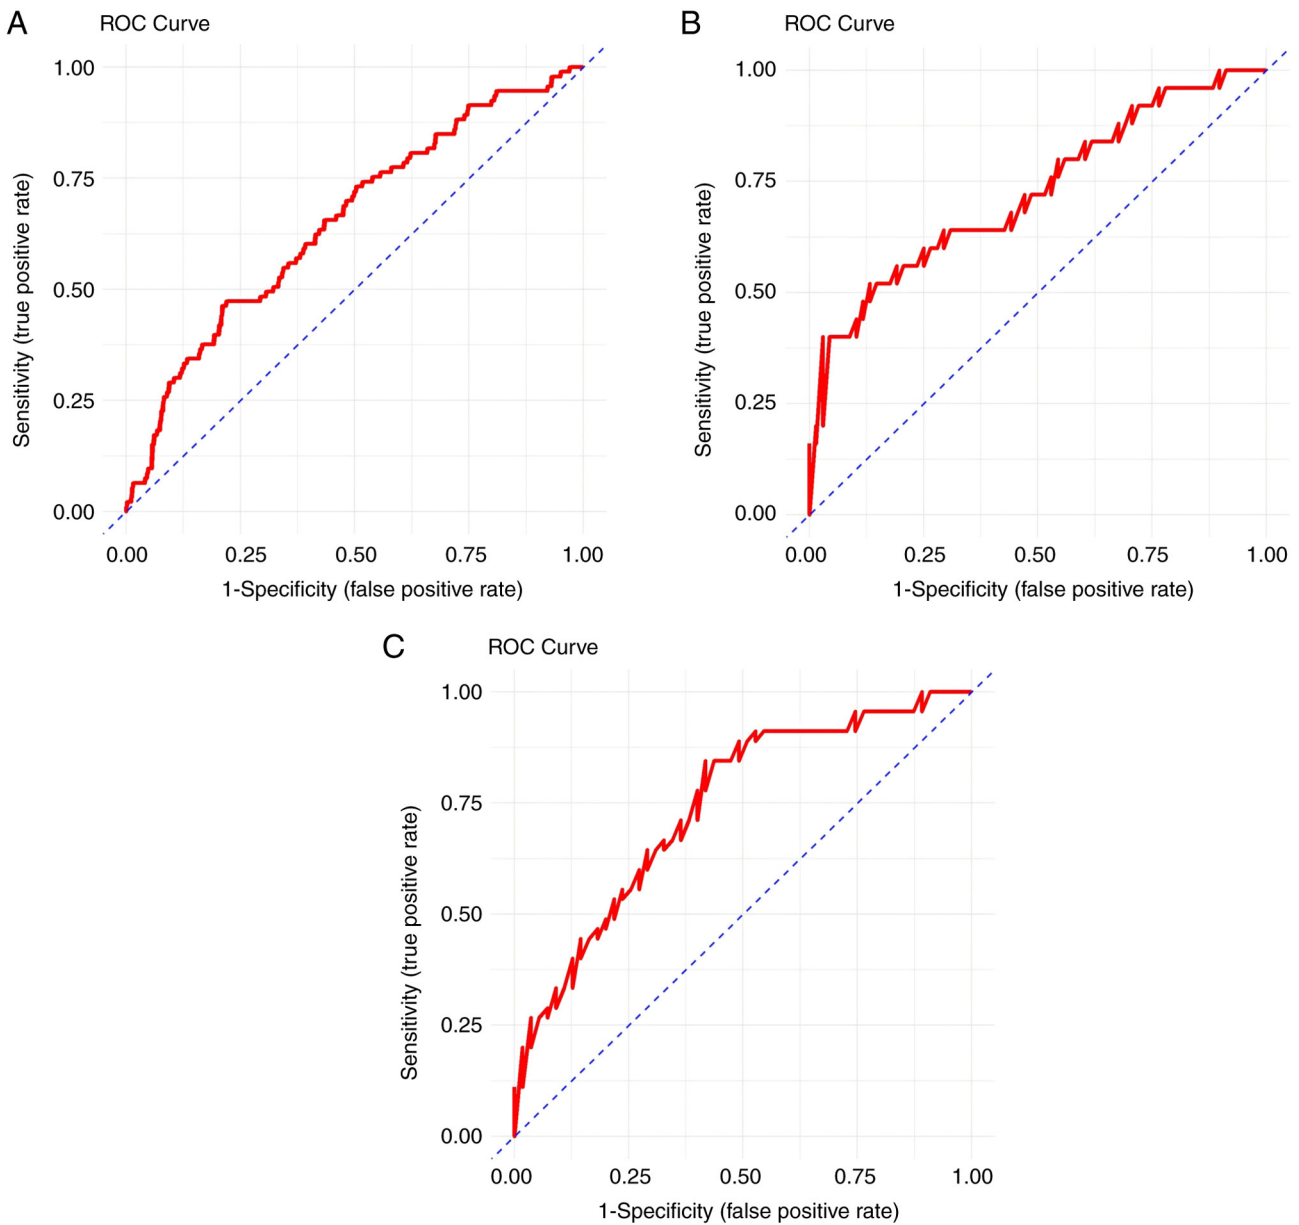 A
ROC Curve
1.00
0.75
0.50
0.25
0.00
Sensitivity (true positive rate)
0.00 0.25 0.50 0.75 1.00
1-Specificity (false positive rate)
B
ROC Curve
1.00
0.75
0.50
0.25
0.00
Sensitivity (true positive rate)
0.00 0.25 0.50 0.75 1.00
1-Specificity (false positive rate)
C
ROC Curve
1.00
0.75
0.50
0.25
0.00
Sensitivity (true positive rate)
0.00 0.25 0.50 0.75 1.00
1-Specificity (false positive rate)